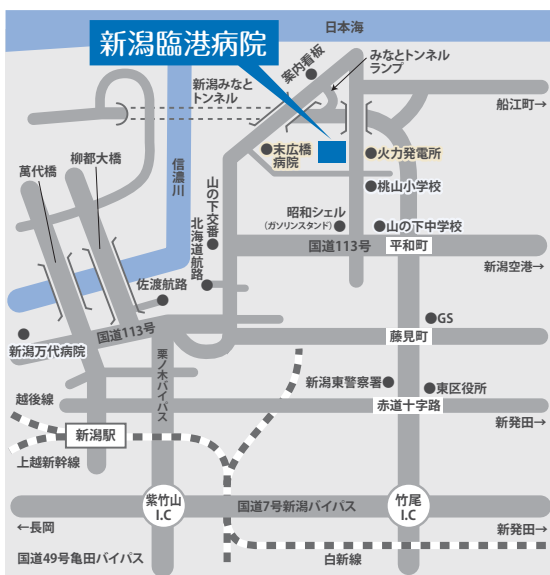 日本海
新潟臨港病院
案内看板
みなとトンネル
ランプ
新潟みなと
トンネル
船江町→
末広橋
病院
火力発電所
柳都大橋
萬代橋
信濃川
桃山小学校
山の下交番
北海道航路
昭和シェル
(ガソリンスタンド)
山の下中学校
国道113号
平和町
新潟空港→
佐渡航路
国道113号
GS
新潟万代病院
栗ノ木バイパス
藤見町
新潟東警察署
東区役所
越後線
赤道十字路
新発田→
新潟駅
上越新幹線
紫竹山
I.C
国道7号新潟バイパス
竹尾
I.C
←長岡
新発田→
国道49号亀田バイパス
白新線